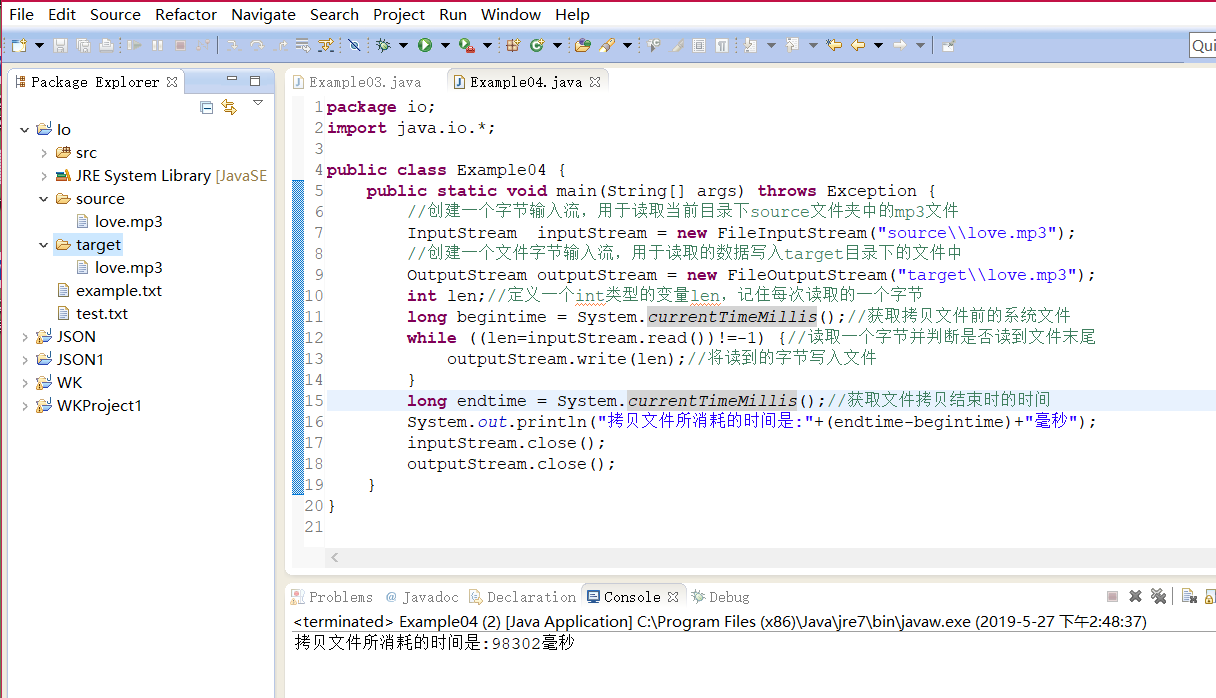 File Edit Source Refactor Navigate Search Project Run Window Help
Qui
Package Explorer
Io
src
JRE System Library [JavaSE
source
love.mp3
target
love.mp3
example.txt
test.txt
JSON
JSON1
WK
WKProject1
Example03.java Example04.java
1 package io;
2 import java.io.*;
3
4 public class Example04 {
5 public static void main(String[] args) throws Exception {
6 //创建一个字节输入流，用于读取当前目录下source文件夹中的mp3文件
7 InputStream inputStream = new FileInputStream("source\\love.mp3");
8 //创建一个文件字节输入流，用于读取的数据写入target目录下的文件中
9 OutputStream outputStream = new FileOutputStream("target\\love.mp3");
10 int len;//定义一个int类型的变量len，记住每次读取的一个字节
11 long begintime = System.currentTimeMillis();//获取拷贝文件前的系统文件
12 while ((len=inputStream.read())!=-1) {//读取一个字节并判断是否读到文件末尾
13 outputStream.write(len);//将读到的字节写入文件
14 }
15 long endtime = System.currentTimeMillis();//获取文件拷贝结束时的时间
16 System.out.println("拷贝文件所消耗的时间是:"+(endtime-begintime)+"毫秒");
17 inputStream.close();
18 outputStream.close();
19 }
20 }
21
Problems @ Javadoc Declaration Console Debug
<terminated> Example04 (2) [Java Application] C:\Program Files (x86)\Java\jre7\bin\javaw.exe (2019-5-27 下午2:48:37)
拷贝文件所消耗的时间是:98302毫秒